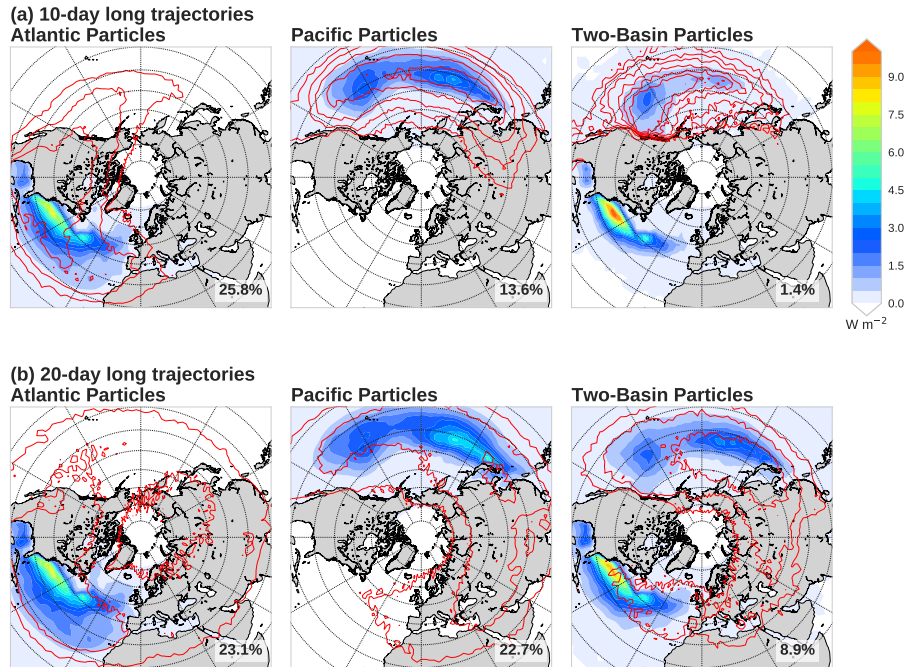 (a) 10-day long trajectories
Atlantic Particles Pacific Particles Two-Basin Particles
25.8% 13.6% 1.4%
9.0
7.5
6.0
4.5
3.0
1.5
0.0
W m⁻²
(b) 20-day long trajectories
Atlantic Particles Pacific Particles Two-Basin Particles
23.1% 22.7% 8.9%